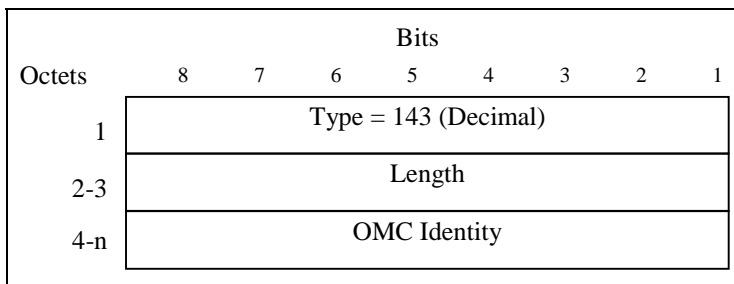 Bits
Octets 8 7 6 5 4 3 2 1
1 Type = 143 (Decimal)
2-3 Length
4-n OMC Identity